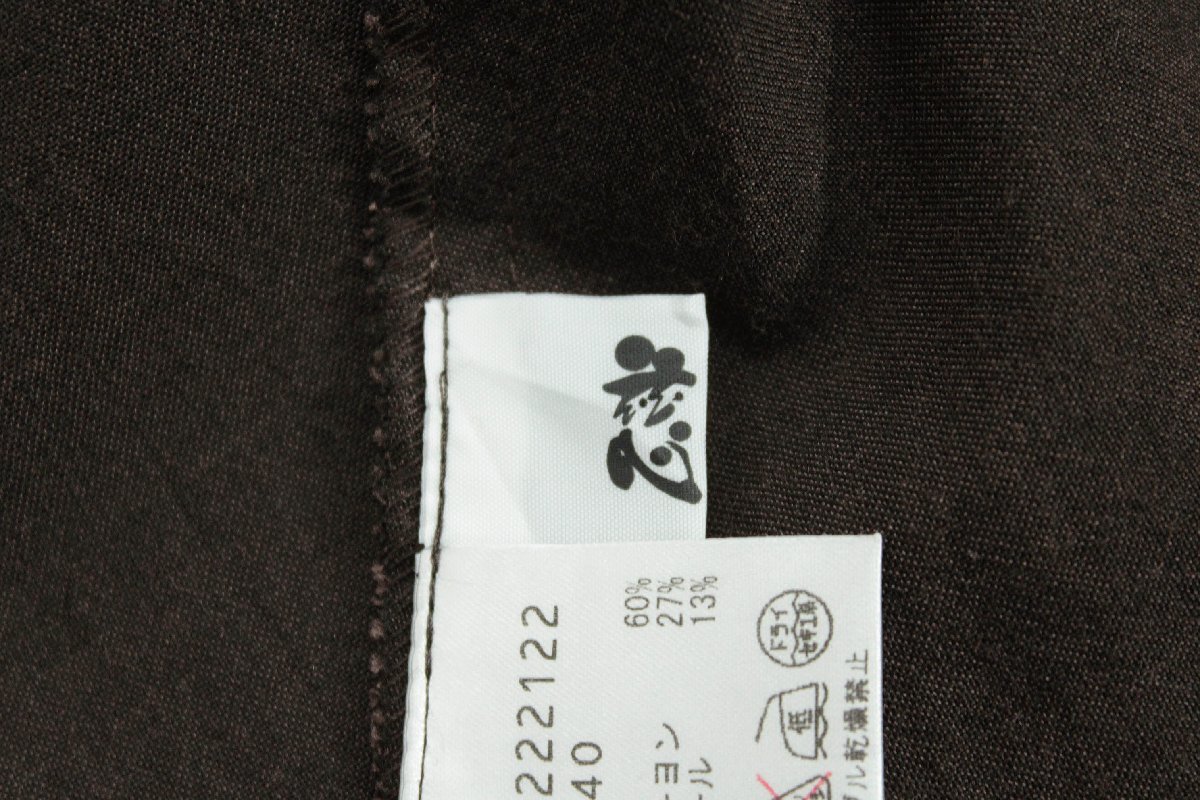 222122
40
60%
27%
13%
ーヨン
ール
ドライ
セキユ系
低
ル乾燥禁止